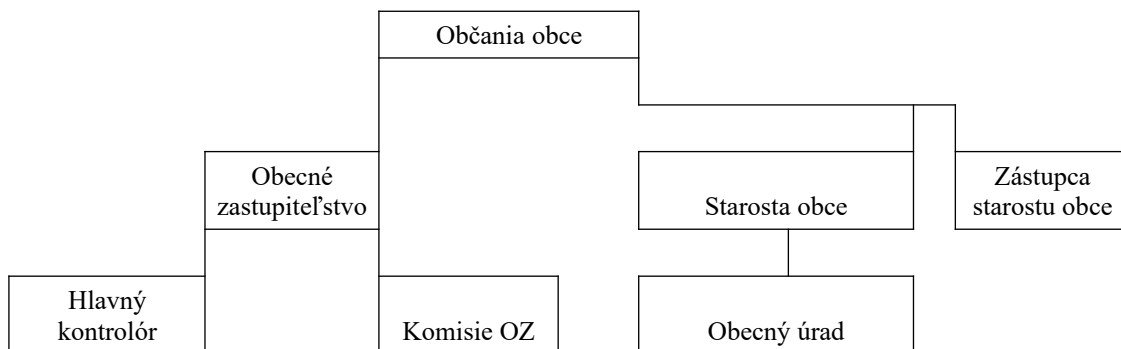 Občania obce
Obecné
zastupiteľstvo
Starosta obce
Zástupca
starostu obce
Hlavný
kontrolór
Komisie OZ
Obecný úrad